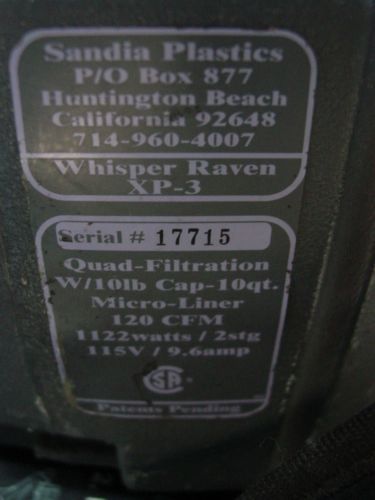 Sandia Plastics
P/O Box 877
Huntington Beach
California 92648
714-960-4007
Whisper Raven
XP-3
Serial # 17715
Quad-Filtration
W/10lb Cap-10qt.
Micro-Liner
120 CFM
1122watts / 2stg
115V / 9.6amp
CSA
Patents Pending